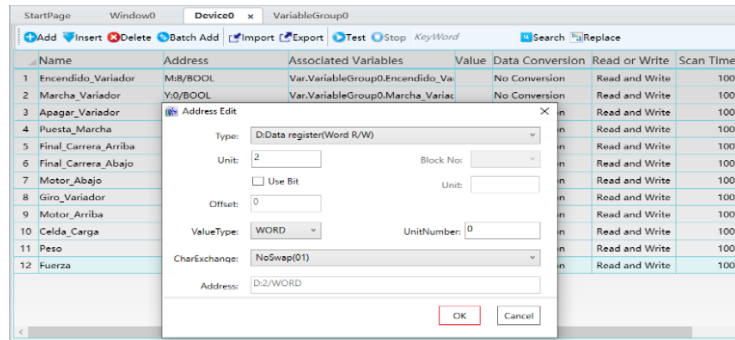 StartPage Window0 Device0 x VariableGroup0
Add Insert Delete Batch Add Import Export Test Stop KeyWord Search Replace
Name Address Associated Variables Value Data Conversion Read or Write Scan Time
1 Encendido_Variador M:8/BOOL Var.VariableGroup0.Encendido_Va No Conversion Read and Write 100
2 Marcha_Variador Y:0/BOOL Var.VariableGroup0.Marcha_Variac No Conversion Read and Write 100
3 Apagar_Variador Read and Write 100
4 Puesta_Marcha Read and Write 100
5 Final_Carrera_Arriba Read and Write 100
6 Final_Carrera_Abajo Read and Write 100
7 Motor_Abajo Read and Write 100
8 Giro_Variador Read and Write 100
9 Motor_Arriba Read and Write 100
10 Celda_Carga Read and Write 100
11 Peso Read and Write 100
12 Fuerza Read and Write 100
Address Edit
Type: D:Data register(Word R/W)
Unit: 2 Block No:
Use Bit Unit:
Offset: 0
ValueType: WORD UnitNumber: 0
CharExchange: NoSwap(01)
Address: D:2/WORD
OK Cancel